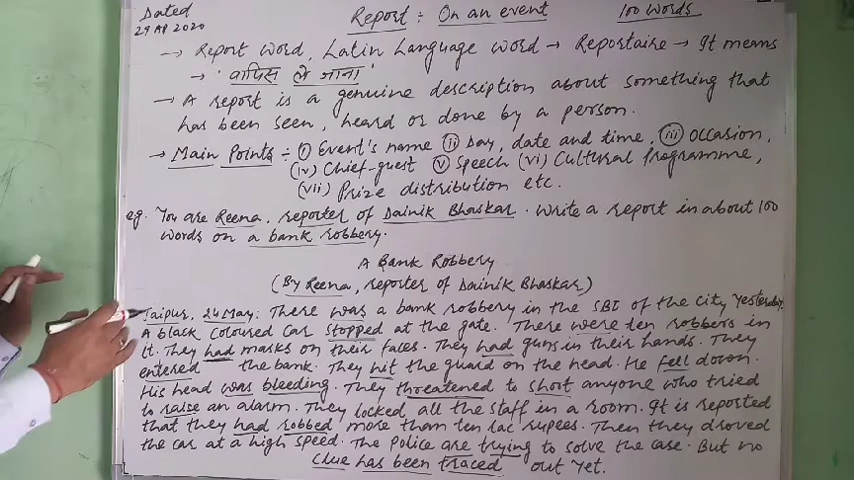 Dated
29 AP 2020
Report ÷ On an event 100 words
→ Report word, Latin Language word → Reportaire → It means
→ 'वापिस ले जाना'
→ A report is a genuine description about something that
has been seen, heard or done by a person.
→ Main Points ÷ (i) Event's name (ii) Day, date and time, (iii) Occasion,
(iv) Chief-guest (v) Speech (vi) Cultural Programme,
(vii) Prize distribution etc.
eg. You are Reena, reporter of Dainik Bhaskar. Write a report in about 100
words on a bank robbery.
A Bank Robbery
(By Reena, reporter of Dainik Bhaskar)
Jaipur, 24 May: There was a bank robbery in the SBI of the city yesterday.
A black coloured car stopped at the gate. There were ten robbers in
it. They had masks on their faces. They had guns in their hands. They
entered the bank. They hit the guard on the head. He fell down.
His head was bleeding. They threatened to shoot anyone who tried
to raise an alarm. They locked all the staff in a room. It is reported
that they had robbed more than ten lac rupees. Then they droved
the car at a high speed. The police are trying to solve the case. But no
clue has been traced out yet.